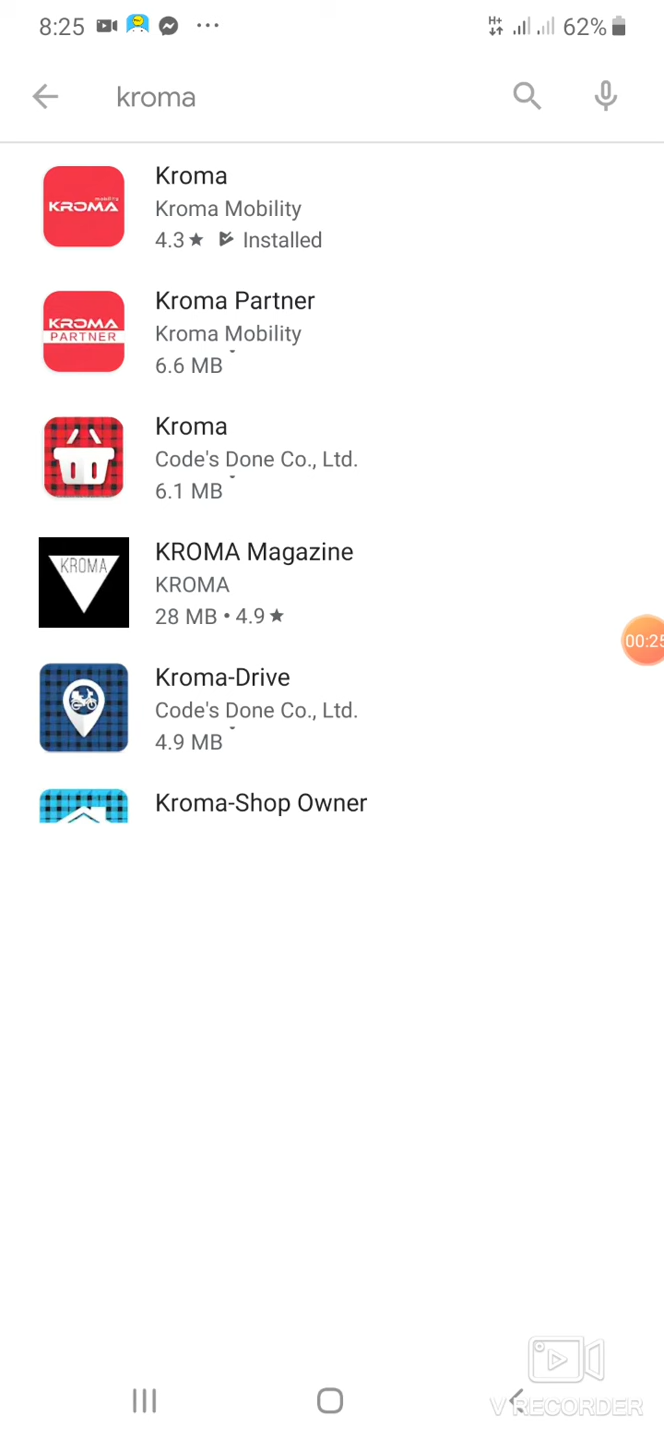 8:25
62%
kroma
mobility
KROMA
Kroma
Kroma Mobility
4.3★ Installed
KROMA
PARTNER
Kroma Partner
Kroma Mobility
6.6 MB
Kroma
Code's Done Co., Ltd.
6.1 MB
KROMA
KROMA Magazine
KROMA
28 MB • 4.9★
00:25
Kroma-Drive
Code's Done Co., Ltd.
4.9 MB
Kroma-Shop Owner
V RECORDER